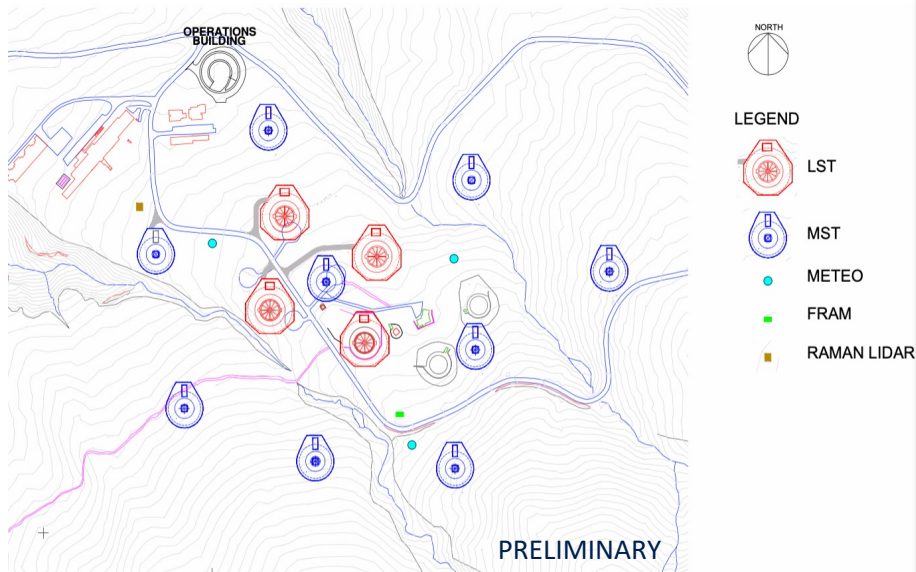 OPERATIONS
BUILDING
NORTH
LEGEND
LST
MST
METEO
FRAM
RAMAN LIDAR
PRELIMINARY